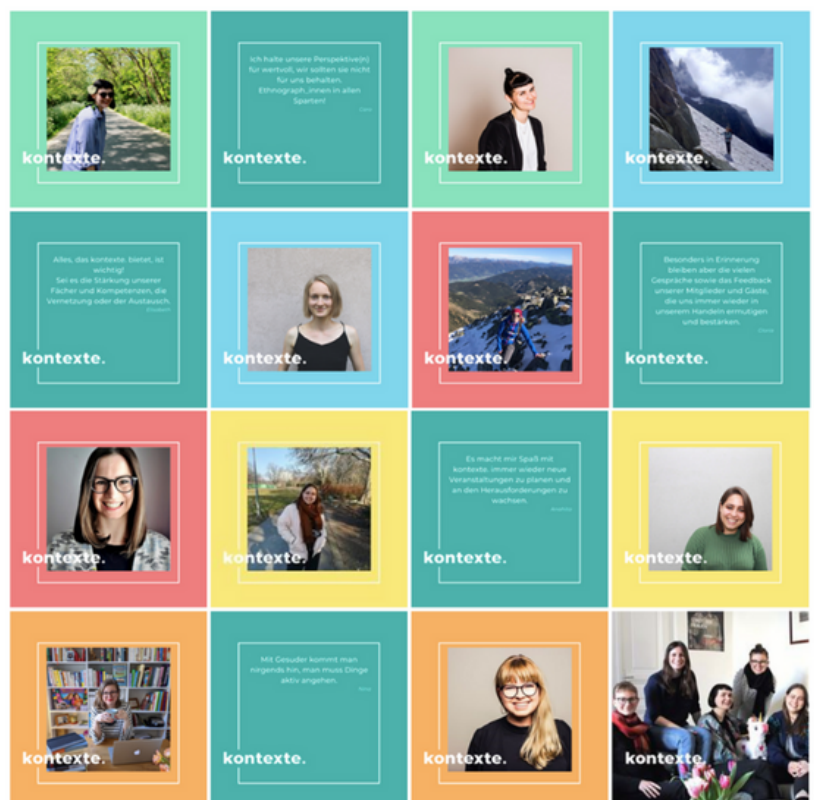 kontexte.
Ich halte unsere Perspektive(n)
für wertvoll, wir sollten sie nicht
für uns behalten.
Ethnograph_innen in allen
Sparten!
kontexte.
kontexte.
kontexte.
Alles, das kontexte. bietet, ist
wichtig!
Sei es die Stärkung unserer
Fächer und Kompetenzen, die
Vernetzung oder der Austausch.
Elisabeth
kontexte.
kontexte.
kontexte.
Besonders in Erinnerung
bleiben aber die vielen
Gespräche sowie das Feedback
unserer Mitglieder und Gäste,
die uns immer wieder in
unserem Handeln ermutigen
und bestärken.
kontexte.
kontexte.
kontexte.
Es macht mir Spaß mit
kontexte. immer wieder neue
Veranstaltungen zu planen und
an den Herausforderungen zu
wachsen.
kontexte.
kontexte.
kontexte.
Mit Gesuder kommt man
nirgends hin, man muss Dinge
aktiv angehen.
kontexte.
kontexte.
kontexte.